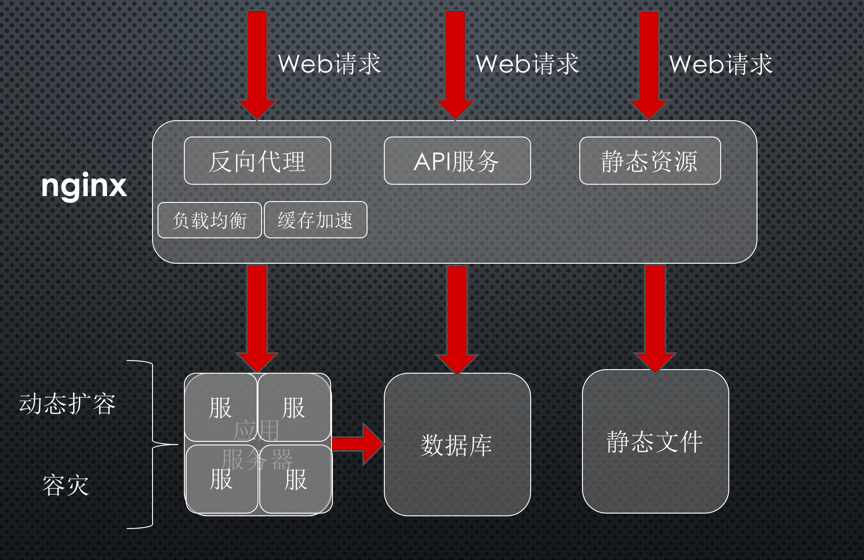 Web请求
Web请求
Web请求
nginx
反向代理
API服务
静态资源
负载均衡
缓存加速
动态扩容
容灾
服
服
应用
服务器
服
服
数据库
静态文件